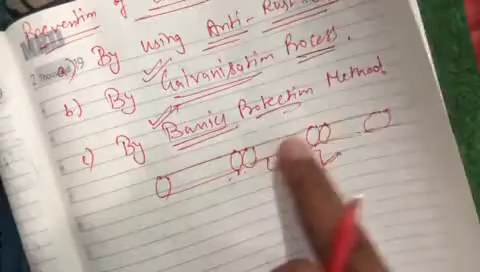 Prevention of
a) By using Anti-Rust
b) By Galvanisation Process.
c) By Barrier Protection Method.